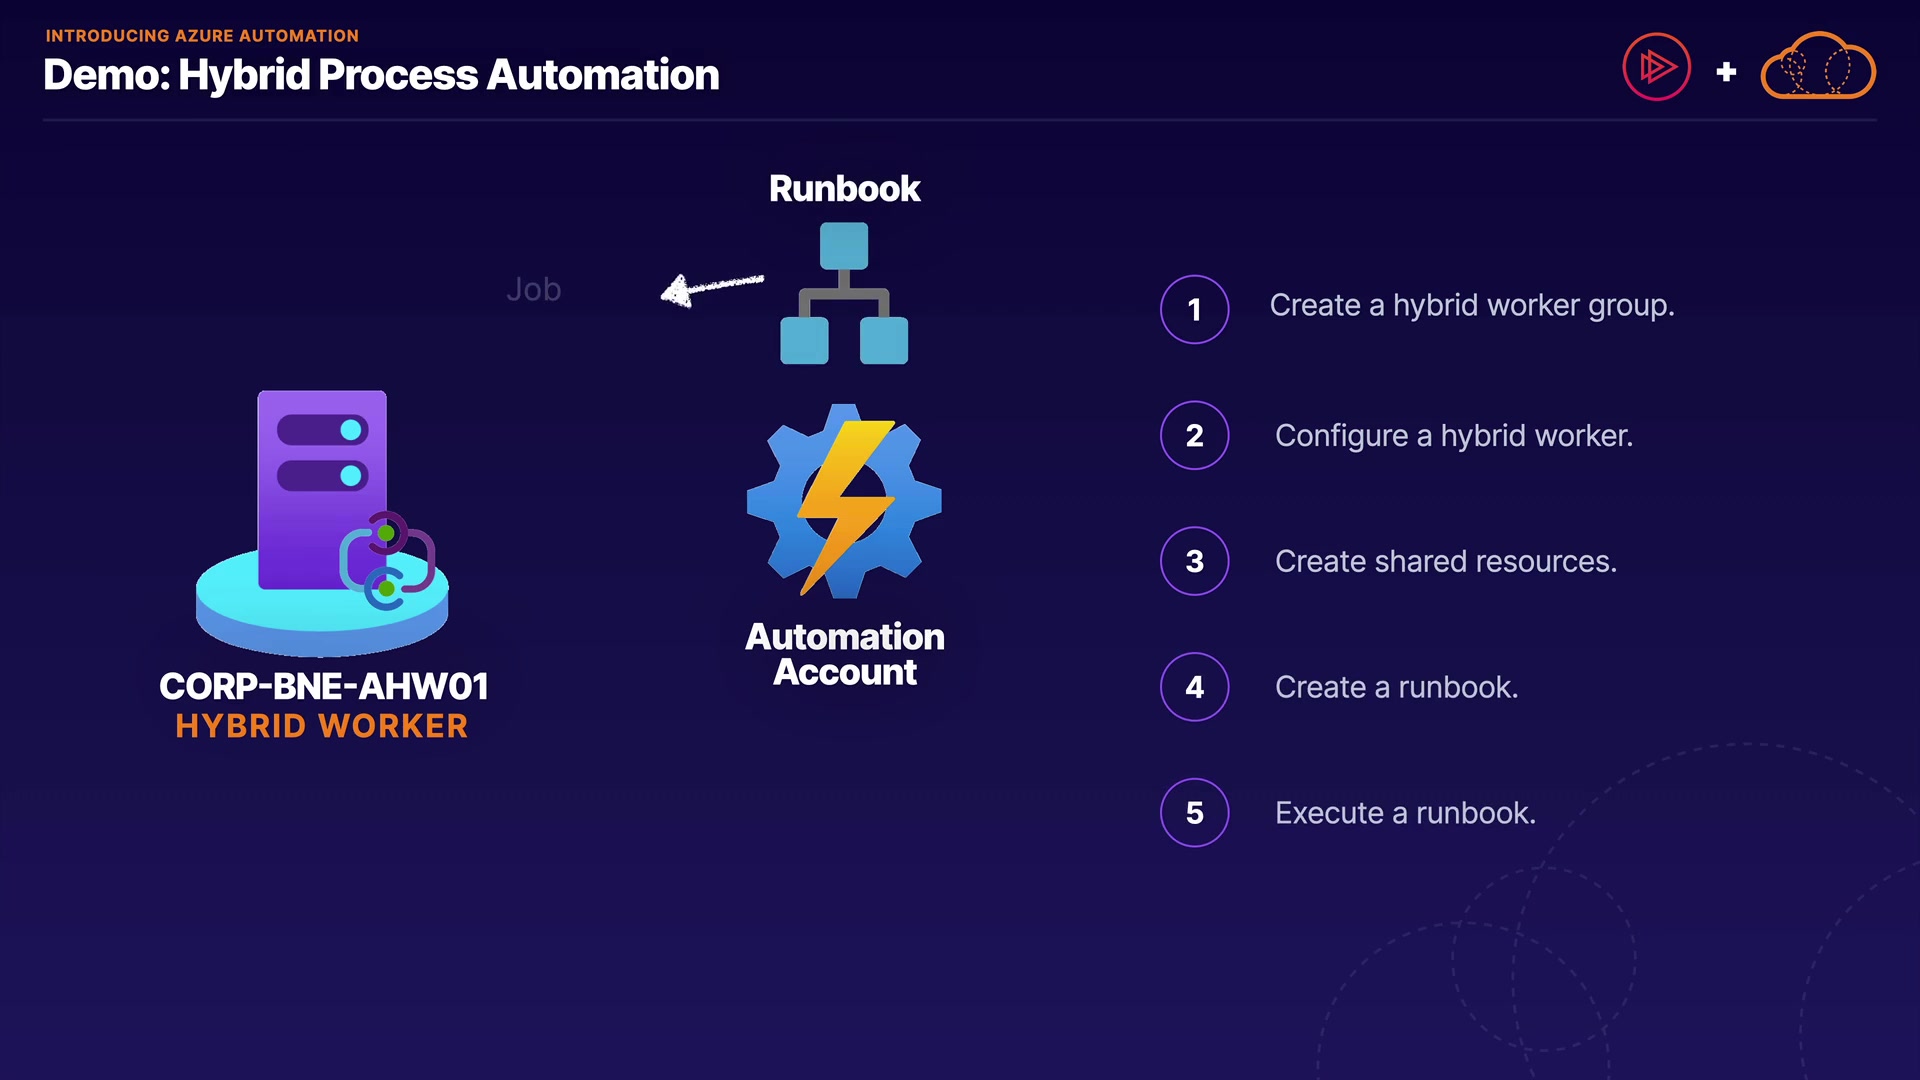 INTRODUCING AZURE AUTOMATION
Demo: Hybrid Process Automation
Runbook
Job
CORP-BNE-AHW01
HYBRID WORKER
Automation
Account
1 Create a hybrid worker group.
2 Configure a hybrid worker.
3 Create shared resources.
4 Create a runbook.
5 Execute a runbook.